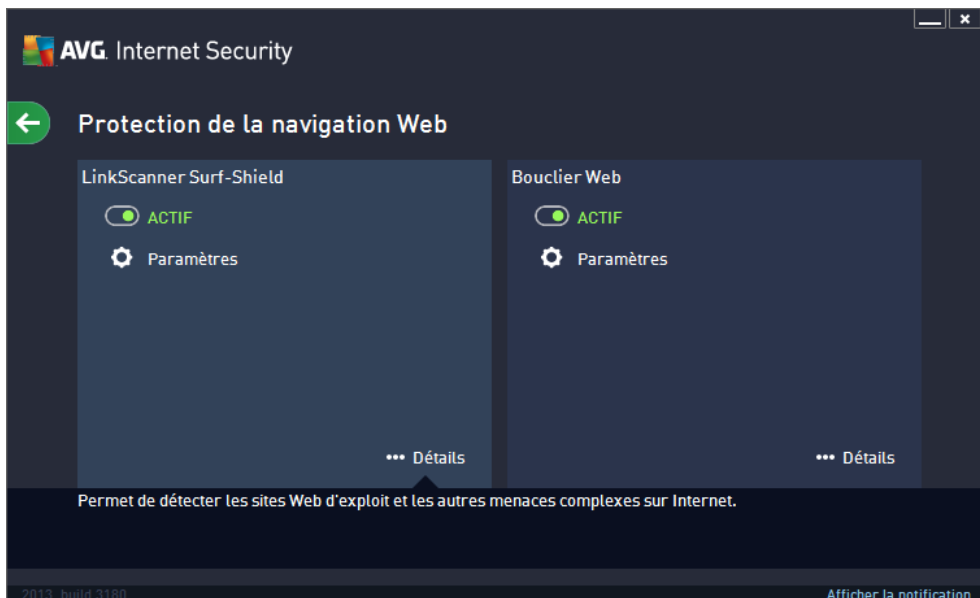 AVG. Internet Security
Protection de la navigation Web
LinkScanner Surf-Shield
ACTIF
Paramètres
••• Détails
Bouclier Web
ACTIF
Paramètres
••• Détails
Permet de détecter les sites Web d'exploit et les autres menaces complexes sur Internet.
2013 build 3180
Afficher la notification